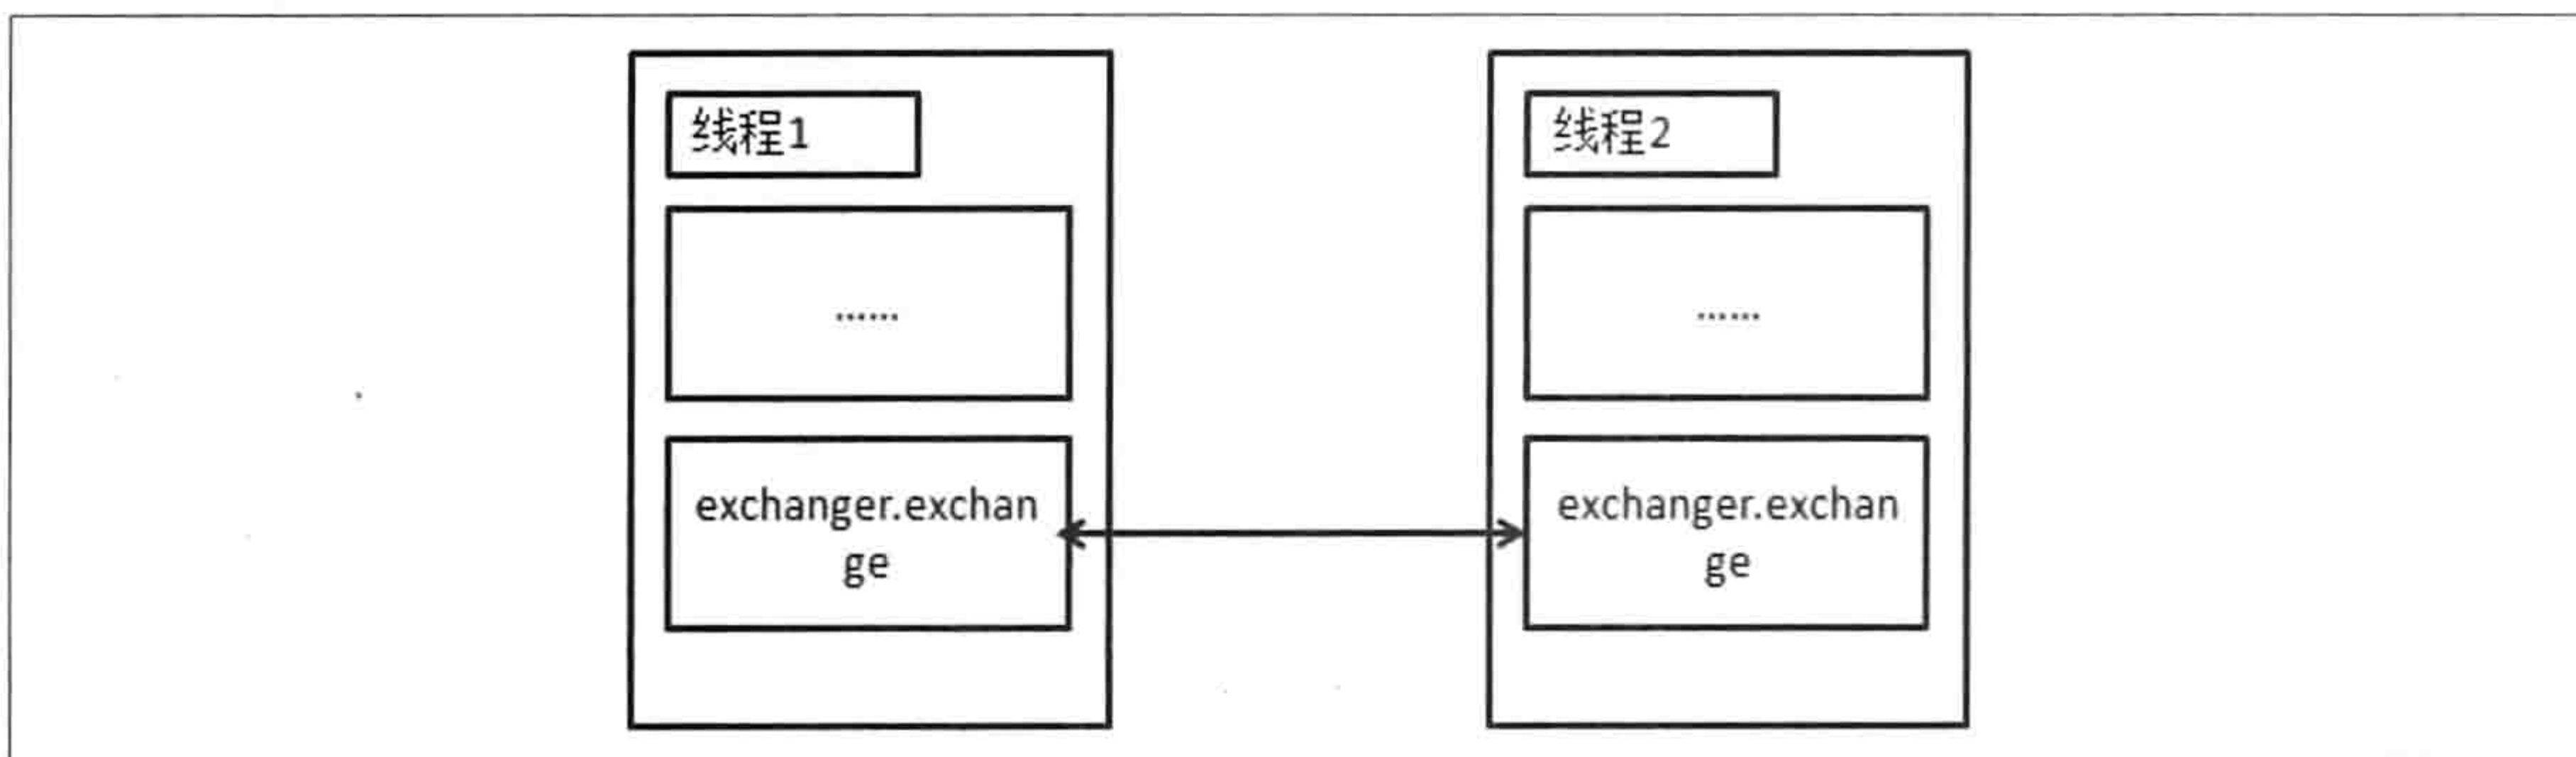 线程1
……
exchanger.exchan
ge
线程2
……
exchanger.exchan
ge